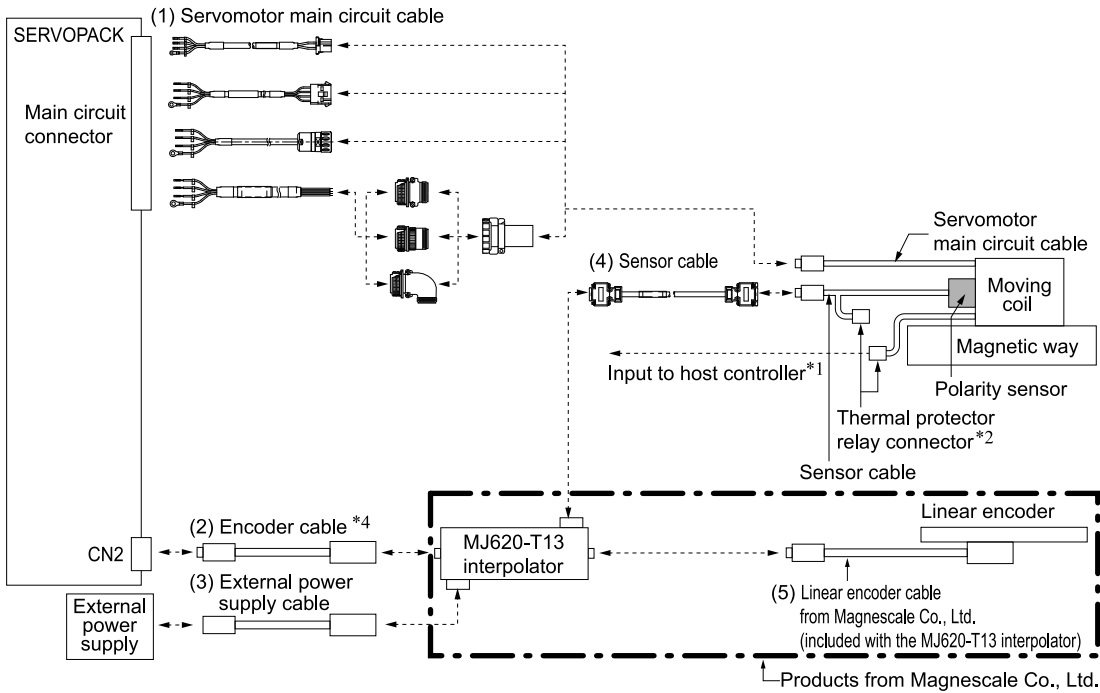 (1) Servomotor main circuit cable
SERVOPACK
Main circuit
connector
Servomotor
main circuit cable
(4) Sensor cable
Moving
coil
Magnetic way
Input to host controller*1
Polarity sensor
Thermal protector
relay connector*2
Sensor cable
Linear encoder
(2) Encoder cable *4
CN2
MJ620-T13
interpolator
(3) External power
supply cable
External
power
supply
(5) Linear encoder cable
from Magnescale Co., Ltd.
(included with the MJ620-T13 interpolator)
Products from Magnescale Co., Ltd.